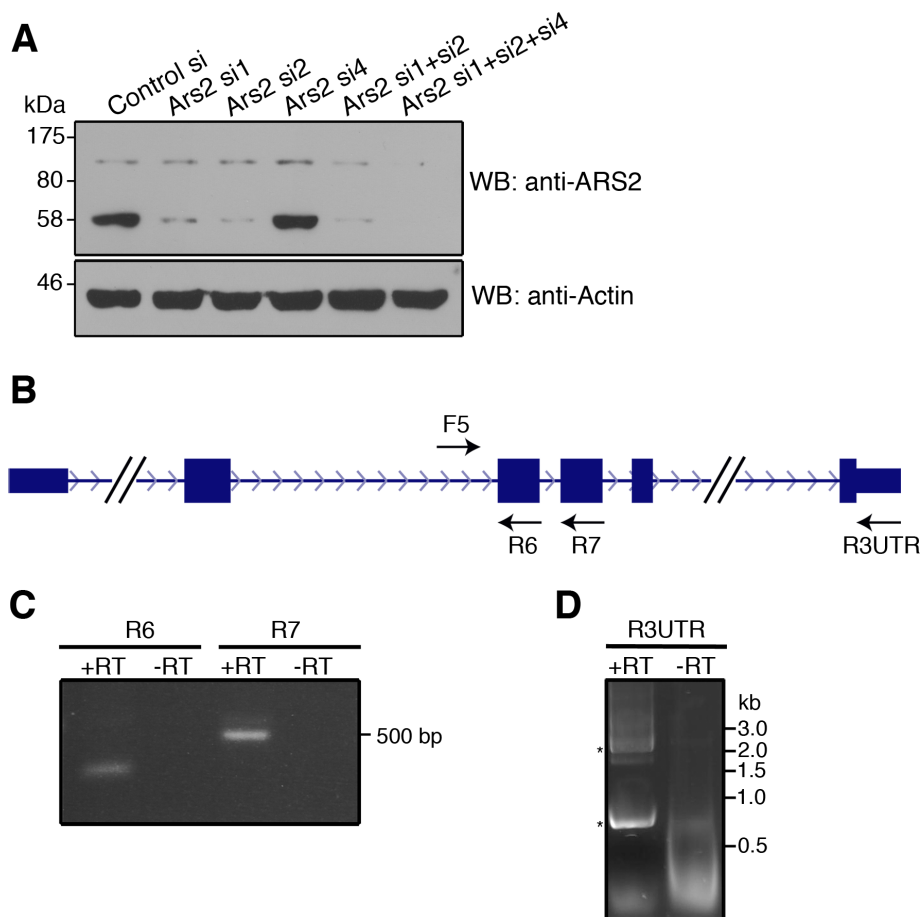 A
Control si
Ars2 si1
Ars2 si2
Ars2 si4
Ars2 si1+si2
Ars2 si1+si2+si4
kDa
175
80
58
WB: anti-ARS2
46
WB: anti-Actin
B
F5
R6
R7
R3UTR
C
R6
R7
+RT
-RT
+RT
-RT
500 bp
D
R3UTR
+RT
-RT
kb
3.0
* 2.0
1.5
1.0
*
0.5